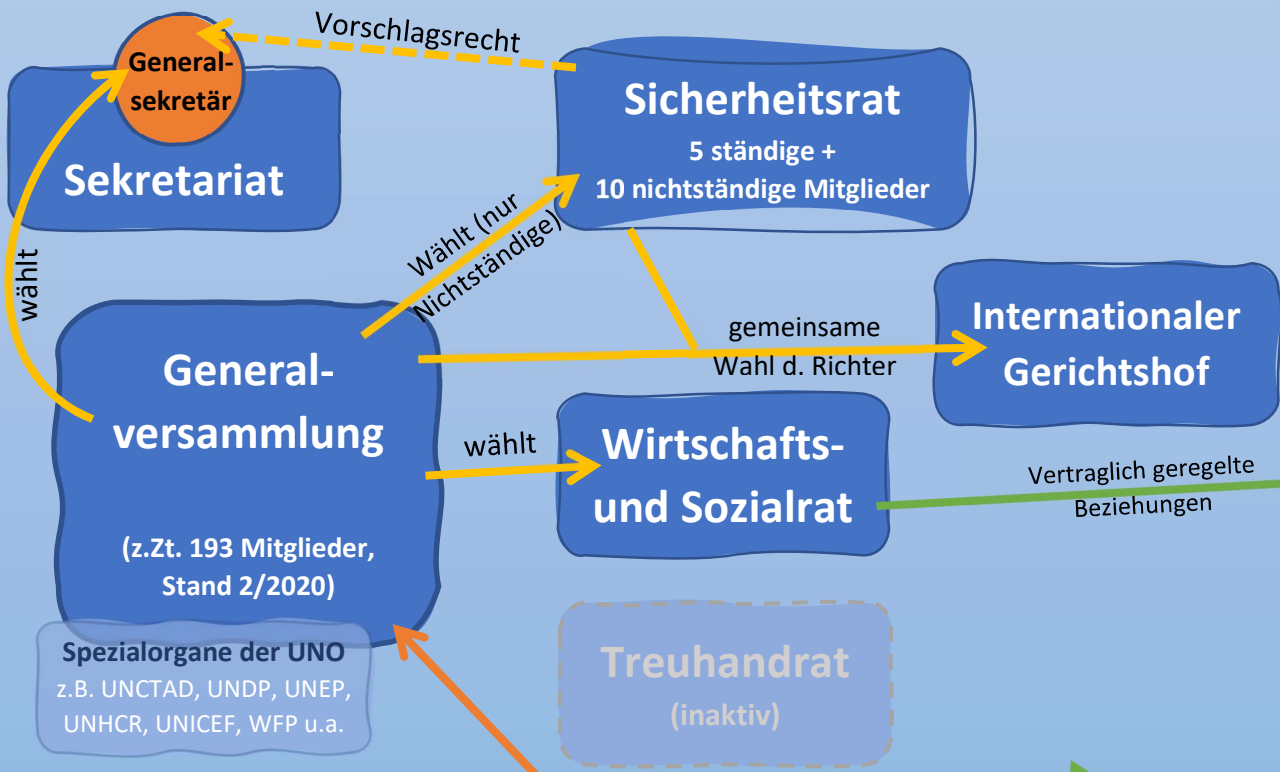 Vorschlagsrecht
General-
sekretär
Sekretariat
Sicherheitsrat
5 ständige +
10 nichtständige Mitglieder
wählt
Wählt (nur
Nichtständige)
gemeinsame
Wahl d. Richter
Internationaler
Gerichtshof
General-
versammlung
(z.Zt. 193 Mitglieder,
Stand 2/2020)
wählt
Wirtschafts-
und Sozialrat
Vertraglich geregelte
Beziehungen
Spezialorgane der UNO
z.B. UNCTAD, UNDP, UNEP,
UNHCR, UNICEF, WFP u.a.
Treuhandrat
(inaktiv)